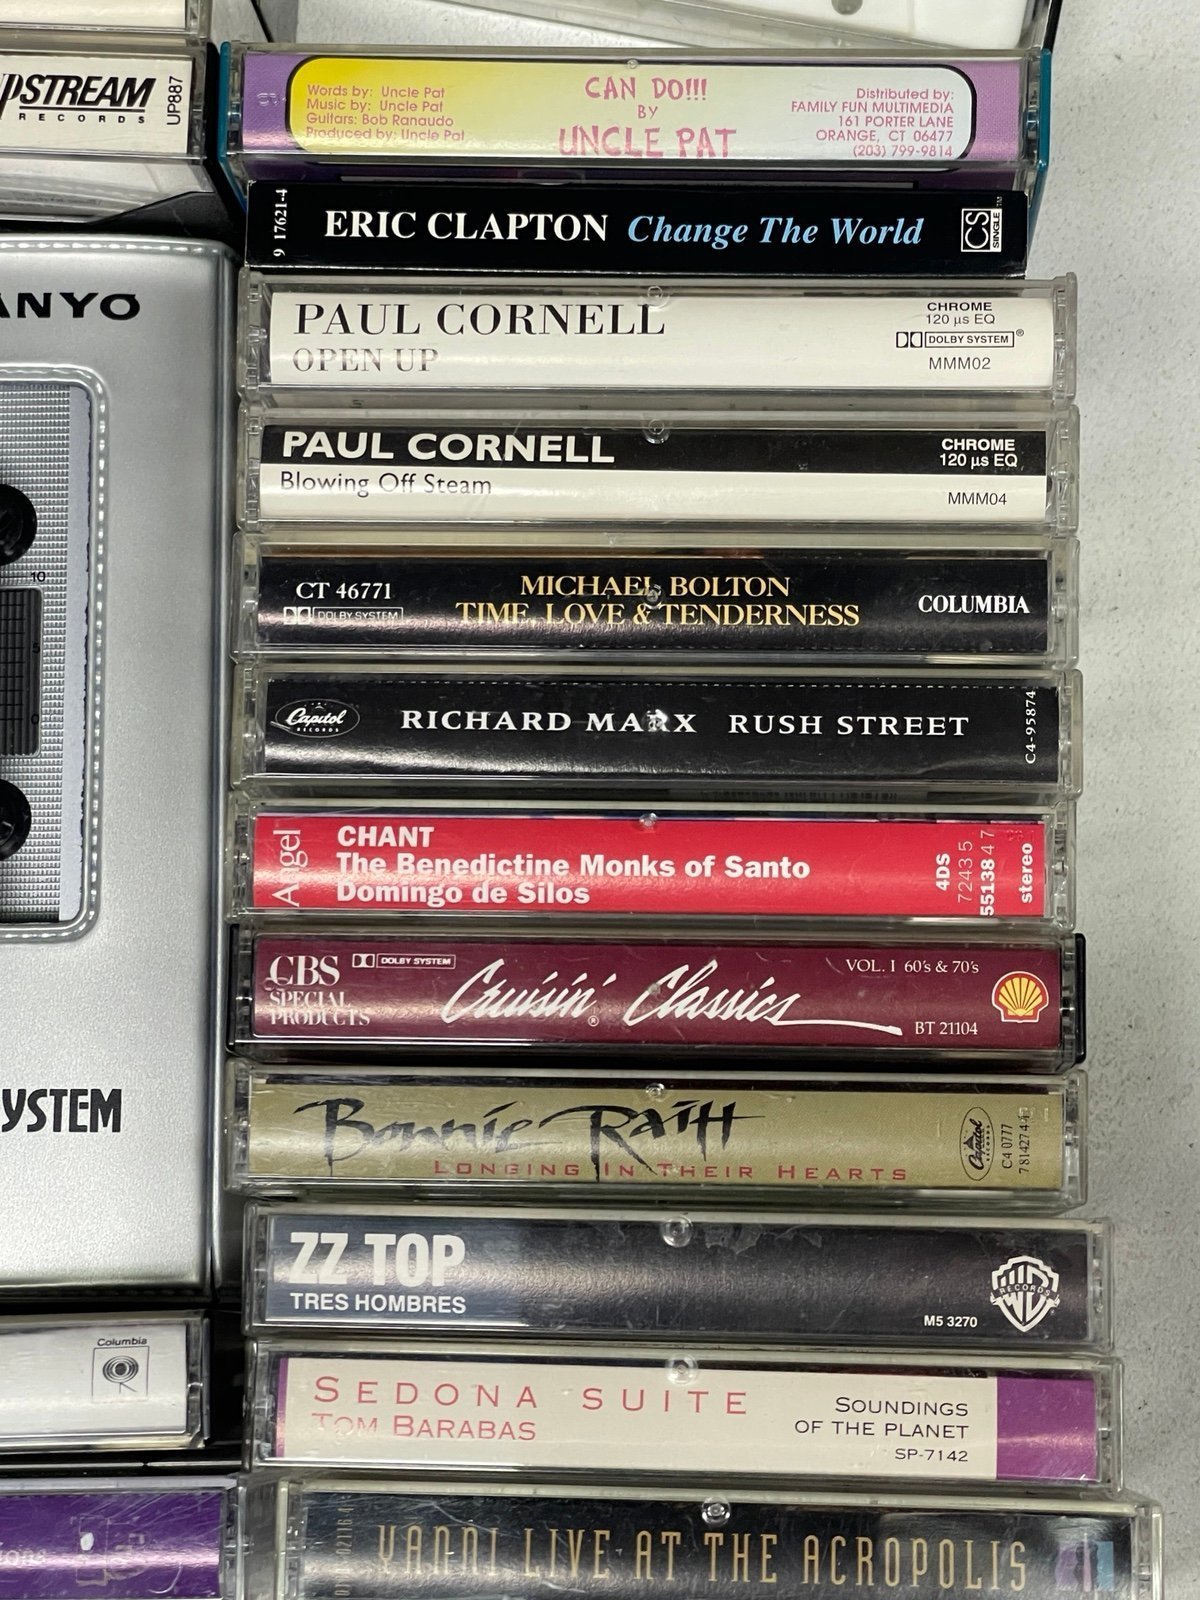 UPSTREAM
RECORDS
UP887
Words by: Uncle Pat
Music by: Uncle Pat
Guitars: Bob Ranaudo
Produced by: Uncle Pat
CAN DO!!!
BY
UNCLE PAT
Distributed by:
FAMILY FUN MULTIMEDIA
161 PORTER LANE
ORANGE, CT 06477
(203) 799-9814
9 17621-4
ERIC CLAPTON Change The World
CS
SINGLE™
ANYO
PAUL CORNELL
OPEN UP
CHROME
120 µs EQ
DOLBY SYSTEM®
MMM02
PAUL CORNELL
Blowing Off Steam
CHROME
120 µs EQ
MMM04
10
5
0
CT 46771
DOLBY SYSTEM
MICHAEL BOLTON
TIME, LOVE & TENDERNESS
COLUMBIA
Capitol
RECORDS
RICHARD MARX RUSH STREET
C4-95874
Angel
CHANT
The Benedictine Monks of Santo
Domingo de Silos
4DS
7243 5
55138 4 7
stereo
CBS
SPECIAL
PRODUCTS
DOLBY SYSTEM
Cruisin'® Classics
VOL. I 60's & 70's
BT 21104
YSTEM
Bonnie Raitt
LONGING IN THEIR HEARTS
Capitol
RECORDS
C4 0777
ZZ TOP
TRES HOMBRES
M5 3270
WB
RECORDS
Columbia
SEDONA SUITE
TOM BARABAS
SOUNDINGS
OF THE PLANET
SP-7142
YANNI LIVE AT THE ACROPOLIS